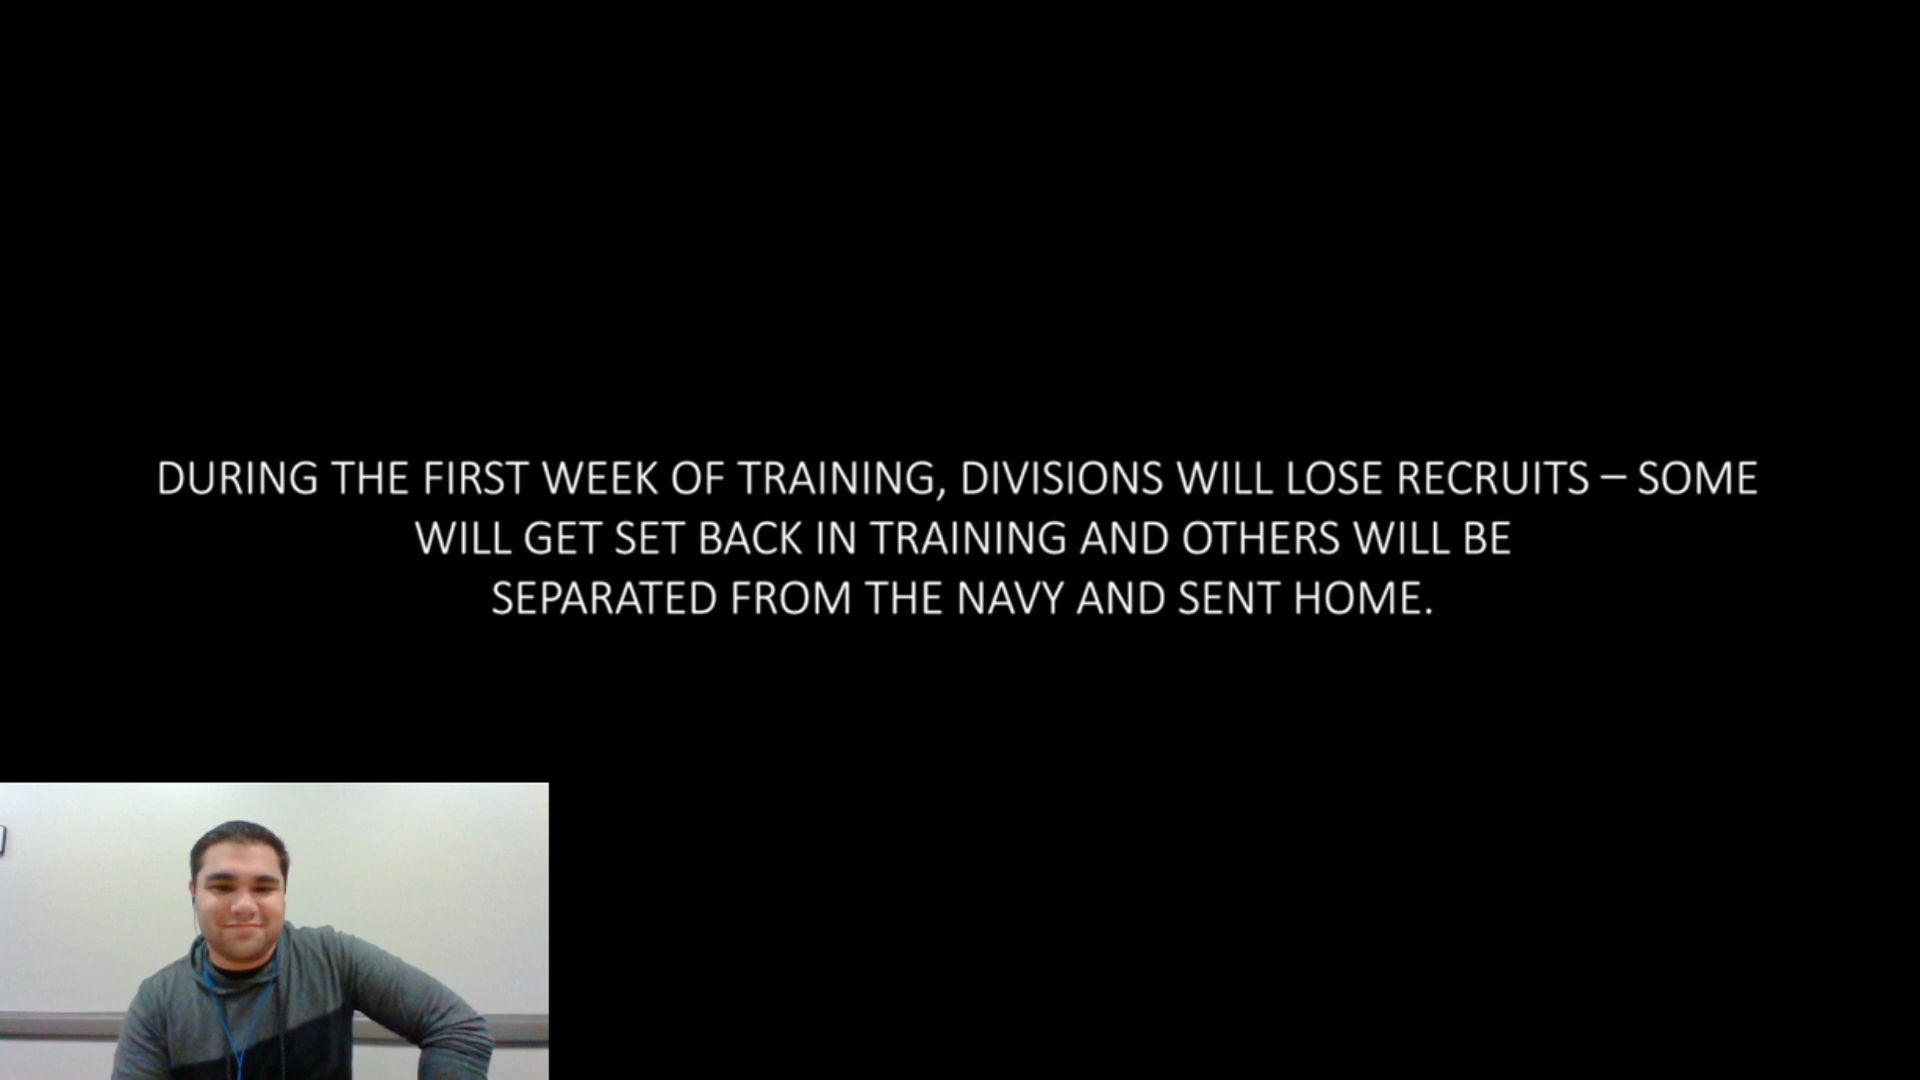 DURING THE FIRST WEEK OF TRAINING, DIVISIONS WILL LOSE RECRUITS – SOME
WILL GET SET BACK IN TRAINING AND OTHERS WILL BE
SEPARATED FROM THE NAVY AND SENT HOME.